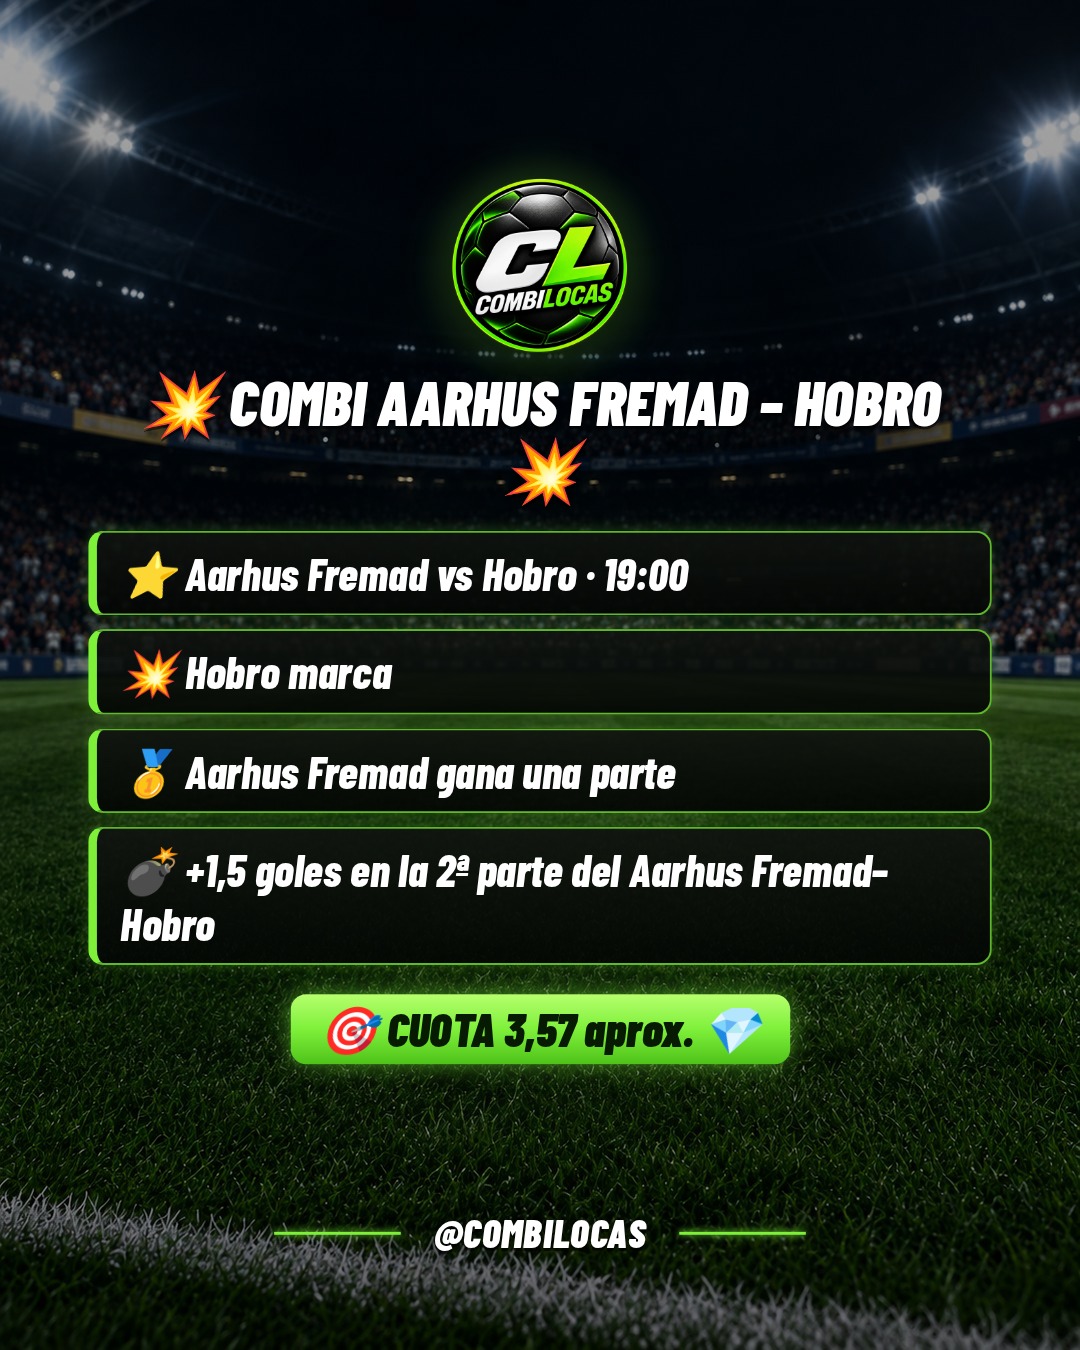 CL
COMBILOCAS
💥 COMBI AARHUS FREMAD - HOBRO
💥
⭐ Aarhus Fremad vs Hobro · 19:00
💥 Hobro marca
🥇 Aarhus Fremad gana una parte
💣 +1,5 goles en la 2ª parte del Aarhus Fremad-
Hobro
🎯 CUOTA 3,57 aprox. 💎
@COMBILOCAS